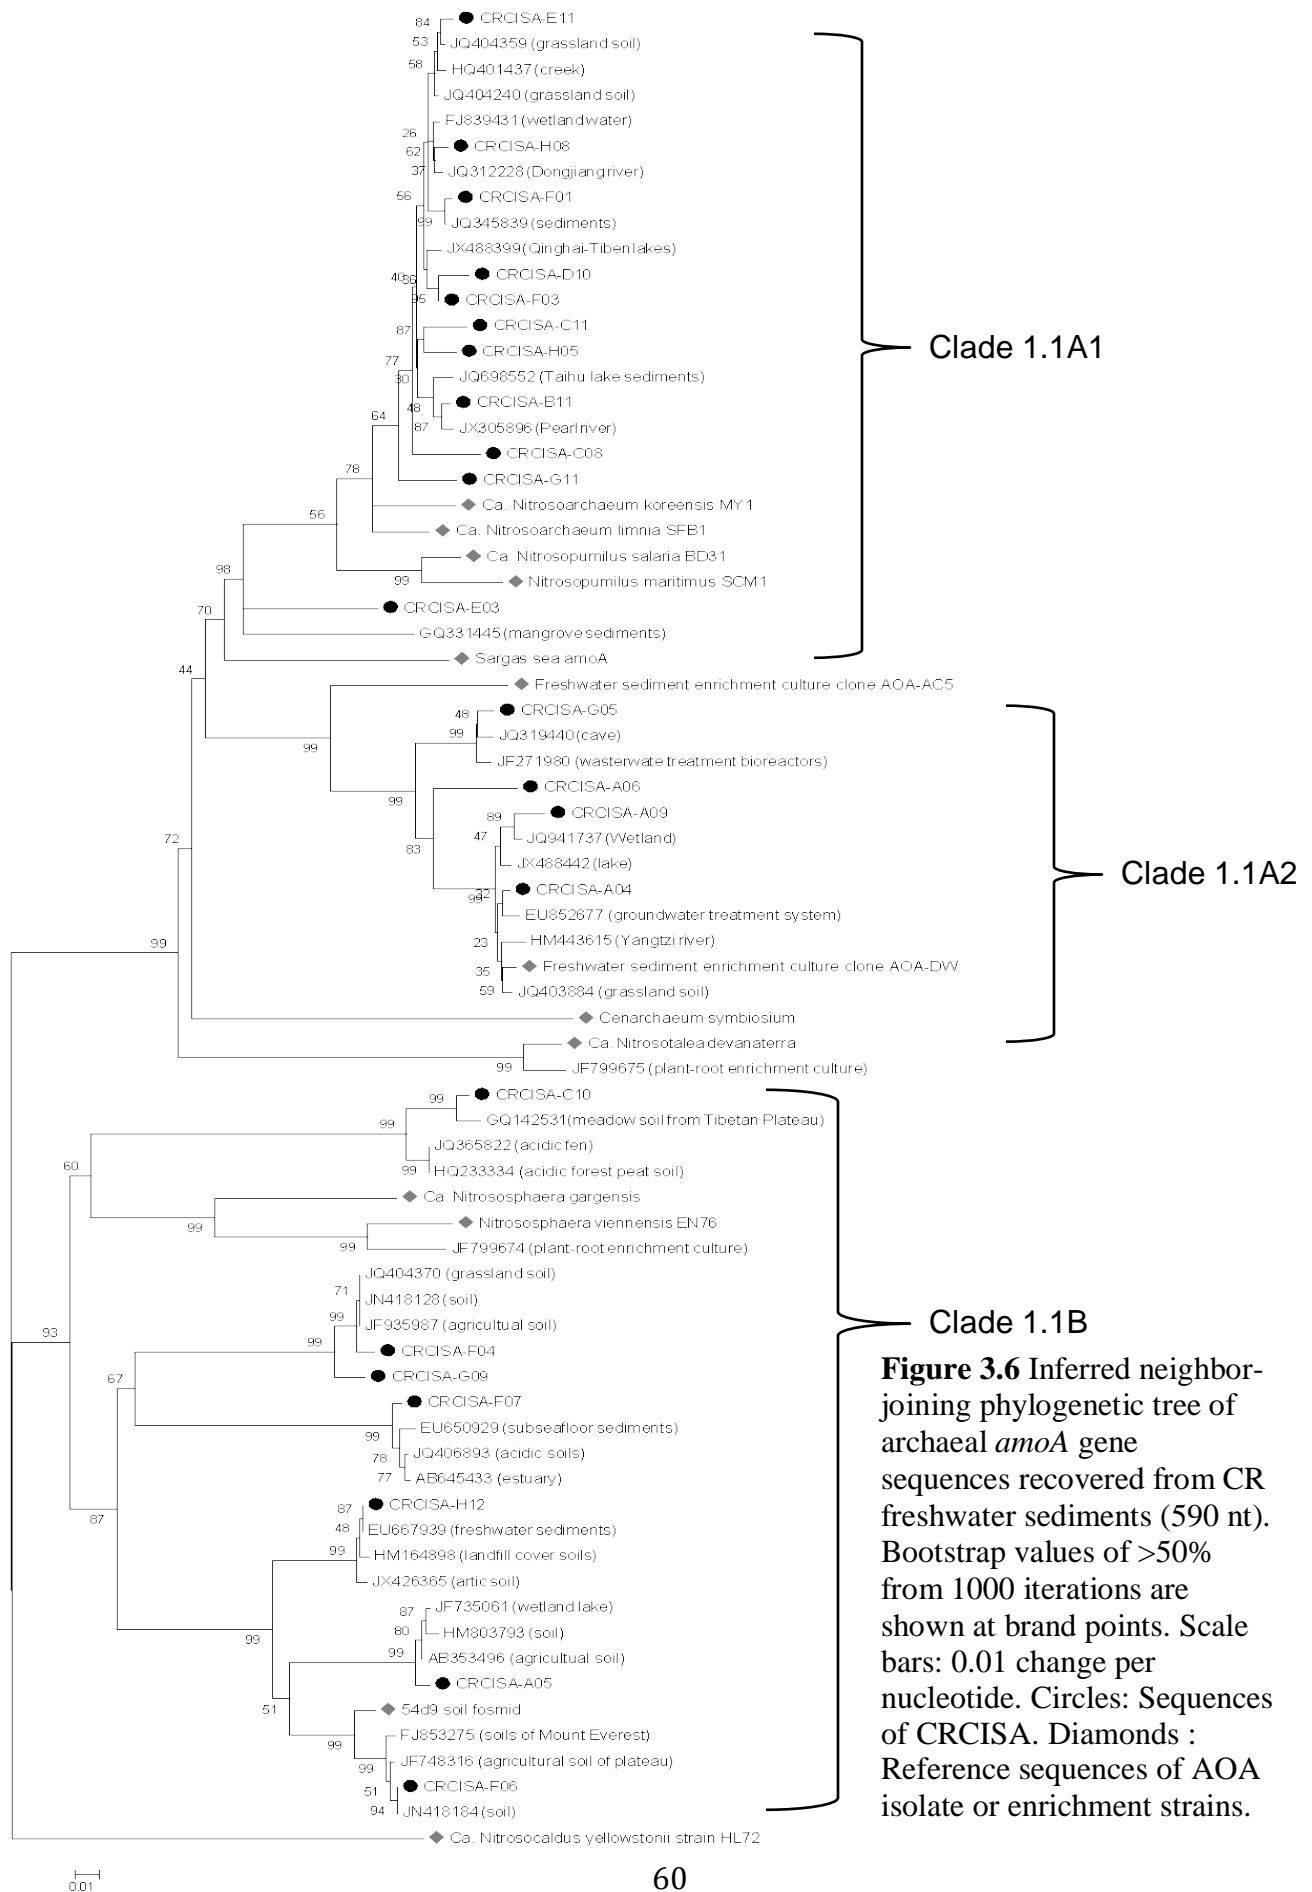 84
CRCISA-E11
53
JQ404359 (grassland soil)
58
HQ401437 (creek)
JQ404240 (grassland soil)
FJ839431 (wetland water)
26
CRCISA-H08
62
37
JQ312228 (Dongjiang river)
56
CRCISA-F01
99
JQ345839 (sediments)
JX488399 (Qinghai-Tiben lakes)
40
36
CRCISA-D10
95
CRCISA-F03
87
CRCISA-C11
Clade 1.1A1
CRCISA-H05
77
30
JQ698552 (Taihu lake sediments)
48
CRCISA-B11
64
87
JX305896 (Pearl river)
CRCISA-C08
78
CRCISA-G11
Ca. Nitrosoarchaeum koreensis MY1
56
Ca. Nitrosoarchaeum limnia SFB1
Ca. Nitrosopumilus salaria BD31
98
99
Nitrosopumilus maritimus SCM1
70
CRCISA-E03
GQ331445 (mangrove sediments)
44
Sargas sea amoA
Freshwater sediment enrichment culture clone AOA-AC5
48
CRCISA-G05
99
99
JQ319440 (cave)
JF271980 (wasterwate treatment bioreactors)
99
CRCISA-A06
89
CRCISA-A09
72
83
47
JQ941737 (Wetland)
JX488442 (lake)
Clade 1.1A2
32
99
CRCISA-A04
EU852677 (groundwater treatment system)
99
23
HM443615 (Yangtzi river)
35
Freshwater sediment enrichment culture clone AOA-DW
59
JQ403884 (grassland soil)
Cenarchaeum symbiosium
Ca. Nitrosotalea devanaterra
99
JF799675 (plant-root enrichment culture)
99
CRCISA-C10
99
GQ142531 (meadow soil from Tibetan Plateau)
JQ365822 (acidic fen)
60
99
HQ233334 (acidic forest peat soil)
Ca. Nitrososphaera gargensis
99
Nitrososphaera viennensis EN76
99
JF799674 (plant-root enrichment culture)
JQ404370 (grassland soil)
71
JN418128 (soil)
99
JF935987 (agricultual soil)
Clade 1.1B
93
99
CRCISA-F04
67
CRCISA-G09
CRCISA-F07
99
EU650929 (subseafloor sediments)
78
JQ406893 (acidic soils)
77
AB645433 (estuary)
87
87
CRCISA-H12
48
EU667939 (freshwater sediments)
99
HM164898 (landfill cover soils)
JX426365 (artic soil)
87
JF735061 (wetland lake)
99
80
HM803793 (soil)
99
AB353496 (agricultual soil)
CRCISA-A05
51
54d9 soil fosmid
99
FJ853275 (soils of Mount Everest)
99
JF748316 (agricultural soil of plateau)
51
CRCISA-F06
94
JN418184 (soil)
Ca. Nitrosocaldus yellowstonii strain HL72
0.01
Figure 3.6 Inferred neighbor-
joining phylogenetic tree of
archaeal amoA gene
sequences recovered from CR
freshwater sediments (590 nt).
Bootstrap values of >50%
from 1000 iterations are
shown at brand points. Scale
bars: 0.01 change per
nucleotide. Circles: Sequences
of CRCISA. Diamonds :
Reference sequences of AOA
isolate or enrichment strains.
60